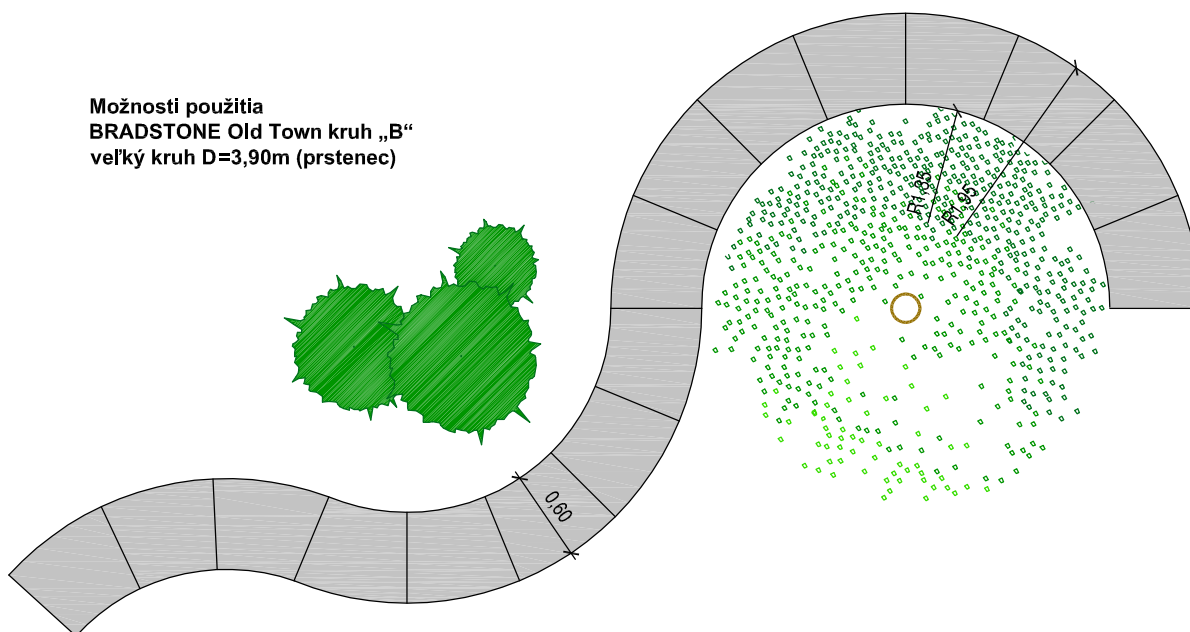 Možnosti použitia
BRADSTONE Old Town kruh „B“
veľký kruh D=3,90m (prstenec)
R1,35
R1,95
0,60